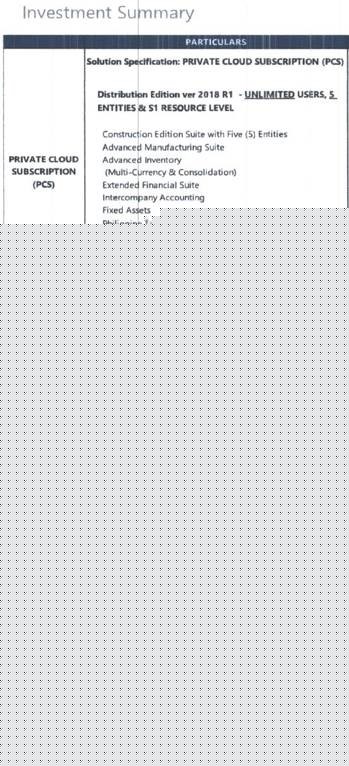 Investment Summary
PARTICULARS
Solution Specification: PRIVATE CLOUD SUBSCRIPTION (PCS)
Distribution Edition ver 2018 R1 - UNLIMITED USERS, 5
ENTITIES & S1 RESOURCE LEVEL
Construction Edition Suite with Five (5) Entities
Advanced Manufacturing Suite
PRIVATE CLOUD
SUBSCRIPTION
(PCS)
Advanced Inventory
(Multi-Currency & Consolidation)
Extended Financial Suite
Intercompany Accounting
Fixed Assets